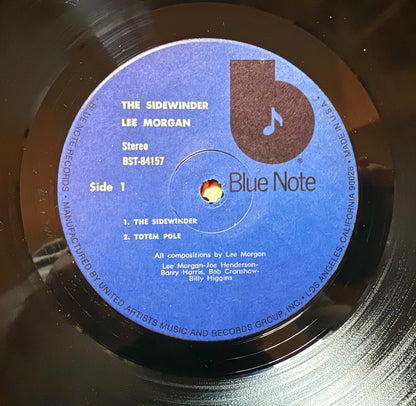 THE SIDEWINDER
LEE MORGAN
Stereo
BST-84157
Side 1
Blue Note
®
1. THE SIDEWINDER
2. TOTEM POLE
All compositions by Lee Morgan
Lee Morgan-Joe Henderson-
Barry Harris, Bob Cranshaw-
Billy Higgins
BLUE NOTE RECORDS • MANUFACTURED BY UNITED ARTISTS MUSIC AND RECORDS GROUP, INC. • LOS ANGELES, CALIFORNIA 90028 • MADE IN U.S.A.